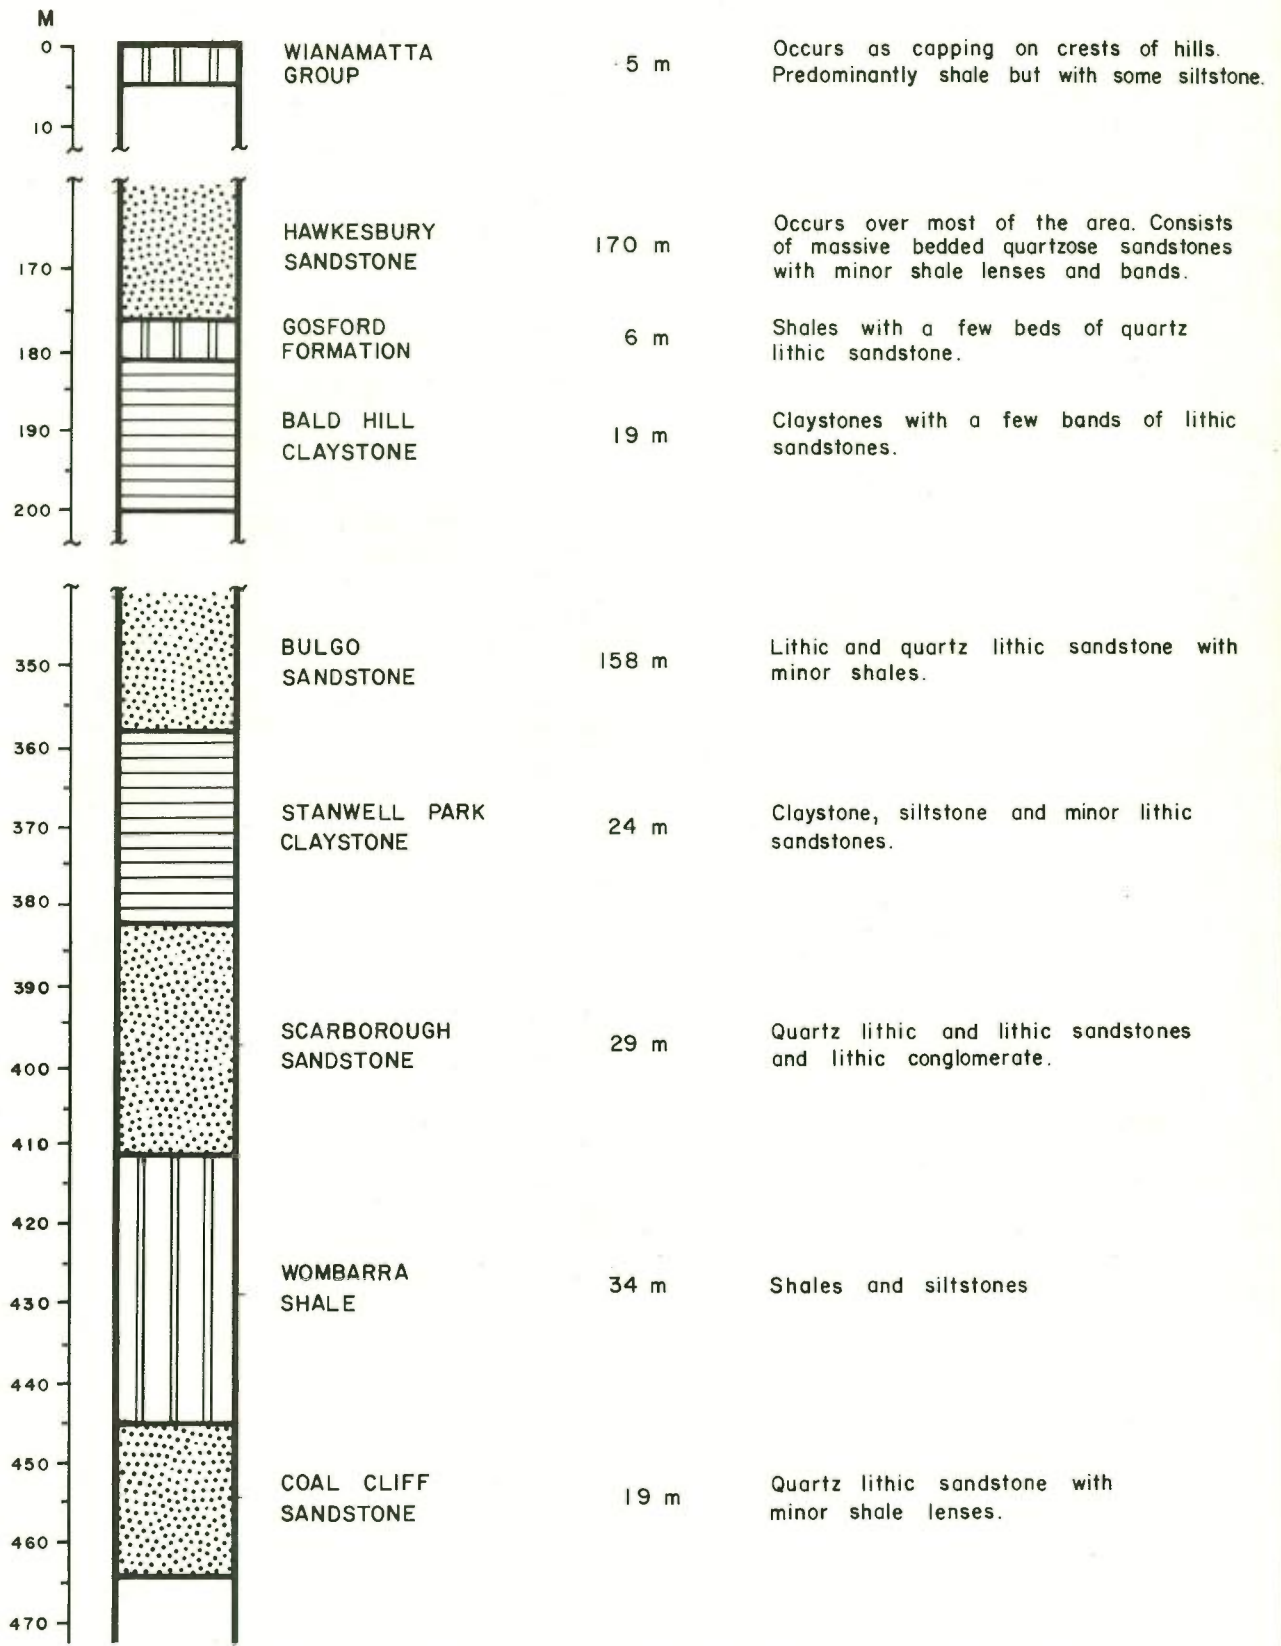 M
0
WIANAMATTA
GROUP
5 m
Occurs as capping on crests of hills.
Predominantly shale but with some siltstone.
10
HAWKESBURY
SANDSTONE
170 m
Occurs over most of the area. Consists
of massive bedded quartzose sandstones
with minor shale lenses and bands.
170
GOSFORD
FORMATION
6 m
Shales with a few beds of quartz
lithic sandstone.
180
BALD HILL
CLAYSTONE
19 m
Claystones with a few bands of lithic
sandstones.
190
200
BULGO
SANDSTONE
158 m
Lithic and quartz lithic sandstone with
minor shales.
350
360
STANWELL PARK
CLAYSTONE
24 m
Claystone, siltstone and minor lithic
sandstones.
370
380
390
SCARBOROUGH
SANDSTONE
29 m
Quartz lithic and lithic sandstones
and lithic conglomerate.
400
410
420
WOMBARRA
SHALE
34 m
Shales and siltstones
430
440
450
COAL CLIFF
SANDSTONE
19 m
Quartz lithic sandstone with
minor shale lenses.
460
470